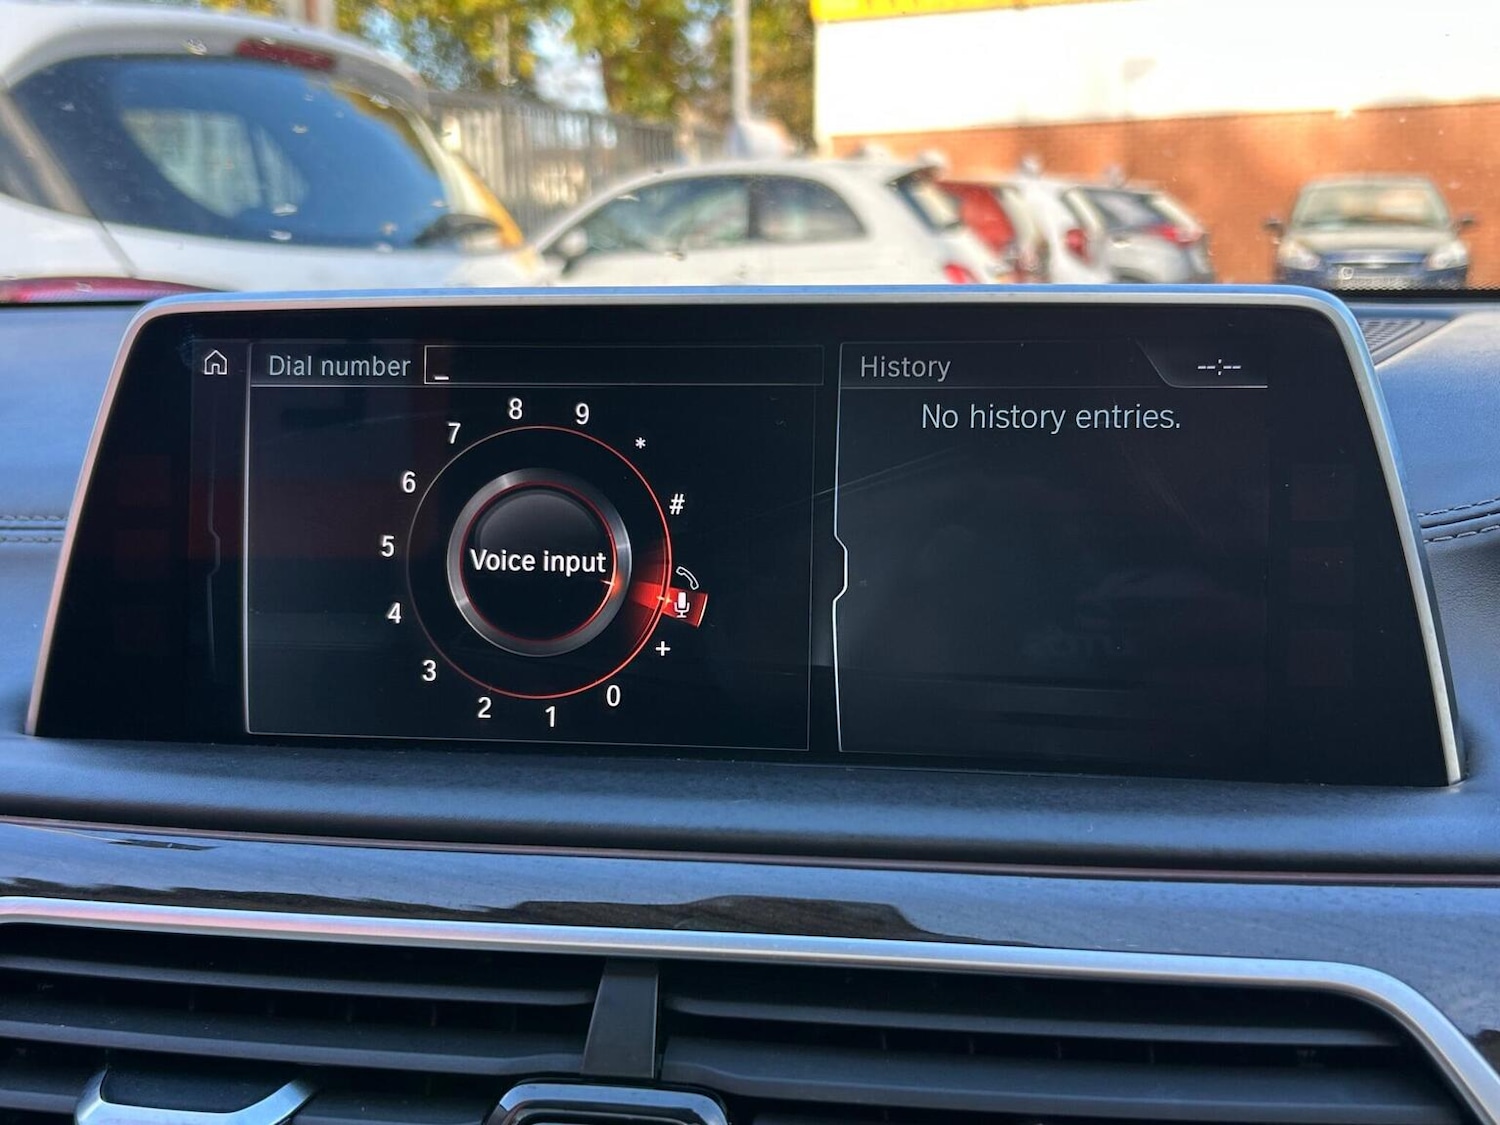 Dial number _
History --:--
No history entries.
8 9
7 *
6 #
5
Voice input
4
3 +
2 1 0